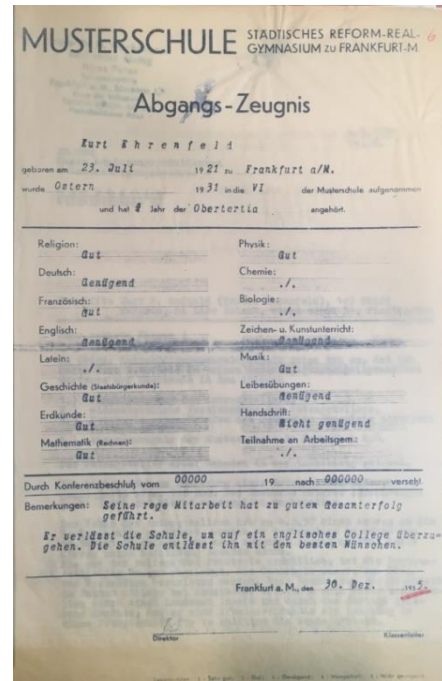 MUSTERSCHULE STÄDTISCHES REFORM-REAL-
GYMNASIUM ZU FRANKFURT-M
6
Abgangs-Zeugnis
Kurt Ehrenfeld
geboren am 23. Juli 1921 zu Frankfurt a/M.
wurde Ostern 1931 in die VI der Musterschule aufgenommen
und hat Jahr der Obertertia angehört.
Religion: Physik:
Gut Gut
Deutsch: Chemie:
Genügend ./.
Französisch: Biologie:
Gut ./.
Englisch: Zeichen- u. Kunstunterricht:
Genügend Genügend
Latein: Musik:
./. Gut
Geschichte (Staatsbürgerkunde): Leibesübungen:
Gut Genügend
Erdkunde: Handschrift:
Gut Nicht genügend
Mathematik (Rechnen): Teilnahme an Arbeitsgem.:
Gut ./.
Durch Konferenzbeschluß vom 00000 19 nach 000000 versetzt
Bemerkungen: Seine rege Mitarbeit hat zu gutem Gesamterfolg
geführt.
Er verlässt die Schule, um auf ein englisches College überzu=
gehen. Die Schule entlässt ihn mit den besten Wünschen.
Frankfurt a. M., den 30. Dez. 1935.
Direktor Klassenleiter